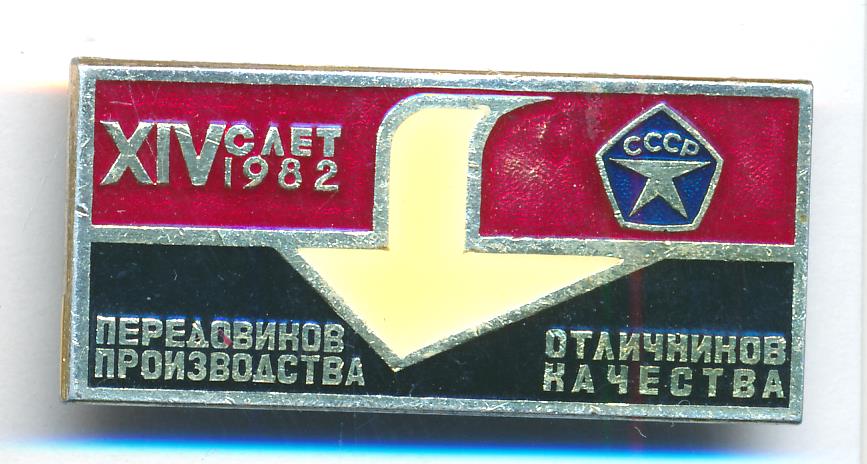 XIV СЛЕТ
1982
СССР
ПЕРЕДОВИКОВ
ПРОИЗВОДСТВА
ОТЛИЧНИКОВ
КАЧЕСТВА